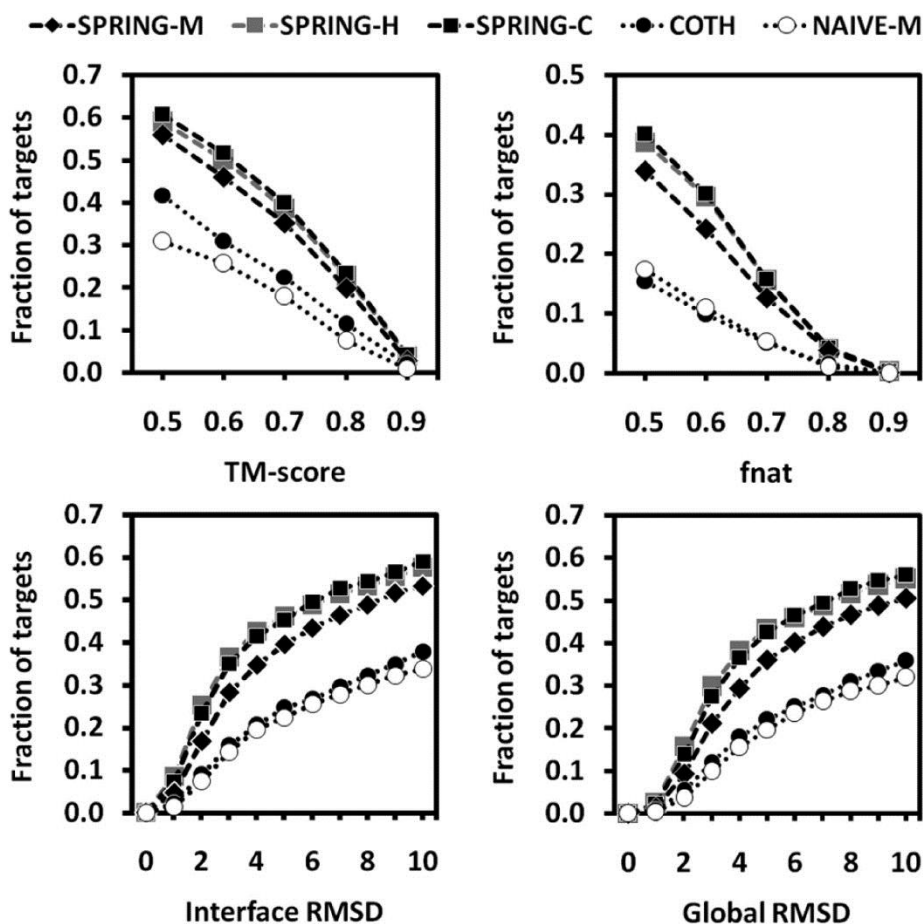 SPRING-M SPRING-H SPRING-C COTH NAIVE-M
Fraction of targets
0.7
0.6
0.5
0.4
0.3
0.2
0.1
0.0
0.5 0.6 0.7 0.8 0.9
TM-score
Fraction of targets
0.5
0.4
0.3
0.2
0.1
0.0
0.5 0.6 0.7 0.8 0.9
fnat
Fraction of targets
0.7
0.6
0.5
0.4
0.3
0.2
0.1
0.0
0 2 4 6 8 10
Interface RMSD
Fraction of targets
0.7
0.6
0.5
0.4
0.3
0.2
0.1
0.0
0 2 4 6 8 10
Global RMSD